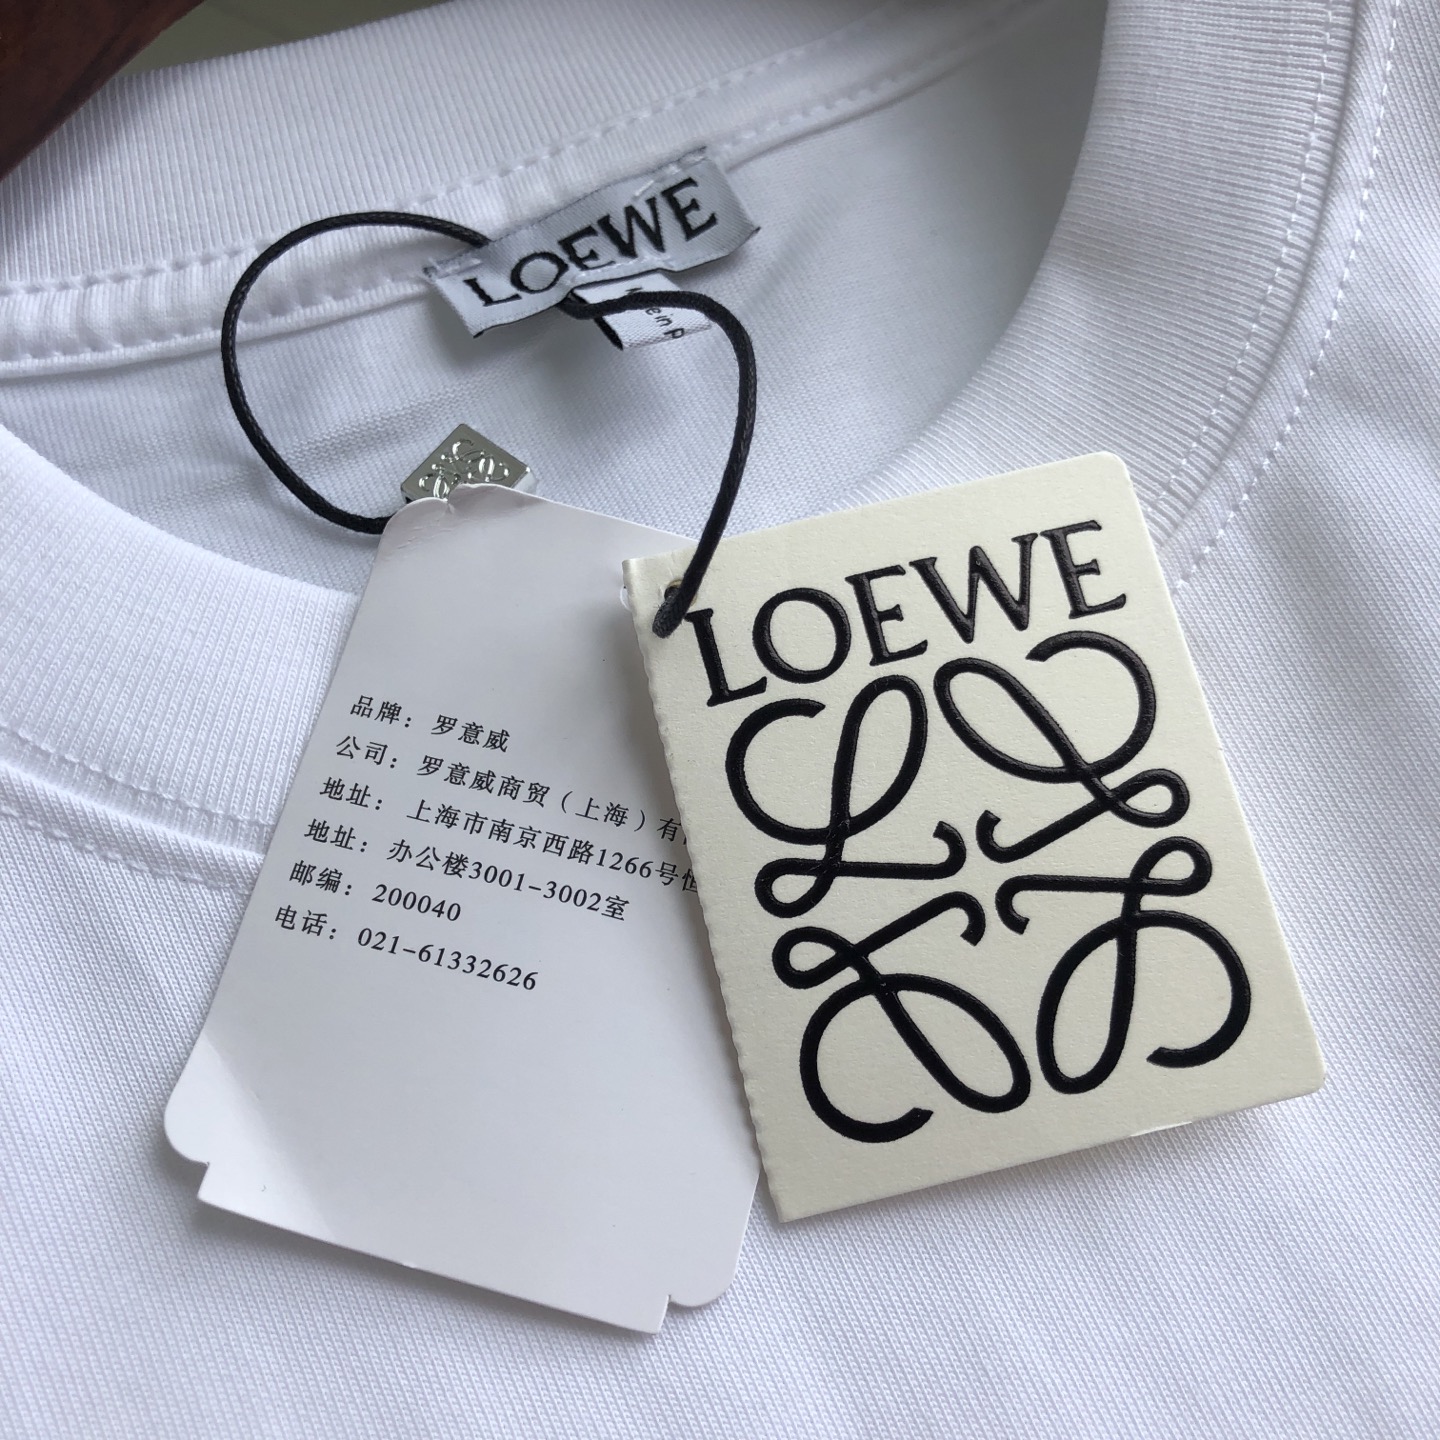 LOEWE
LOEWE
品牌：罗意威
公司：罗意威商贸（上海）有
地址：上海市南京西路1266号
地址：办公楼3001-3002室
邮编：200040
电话：021-61332626